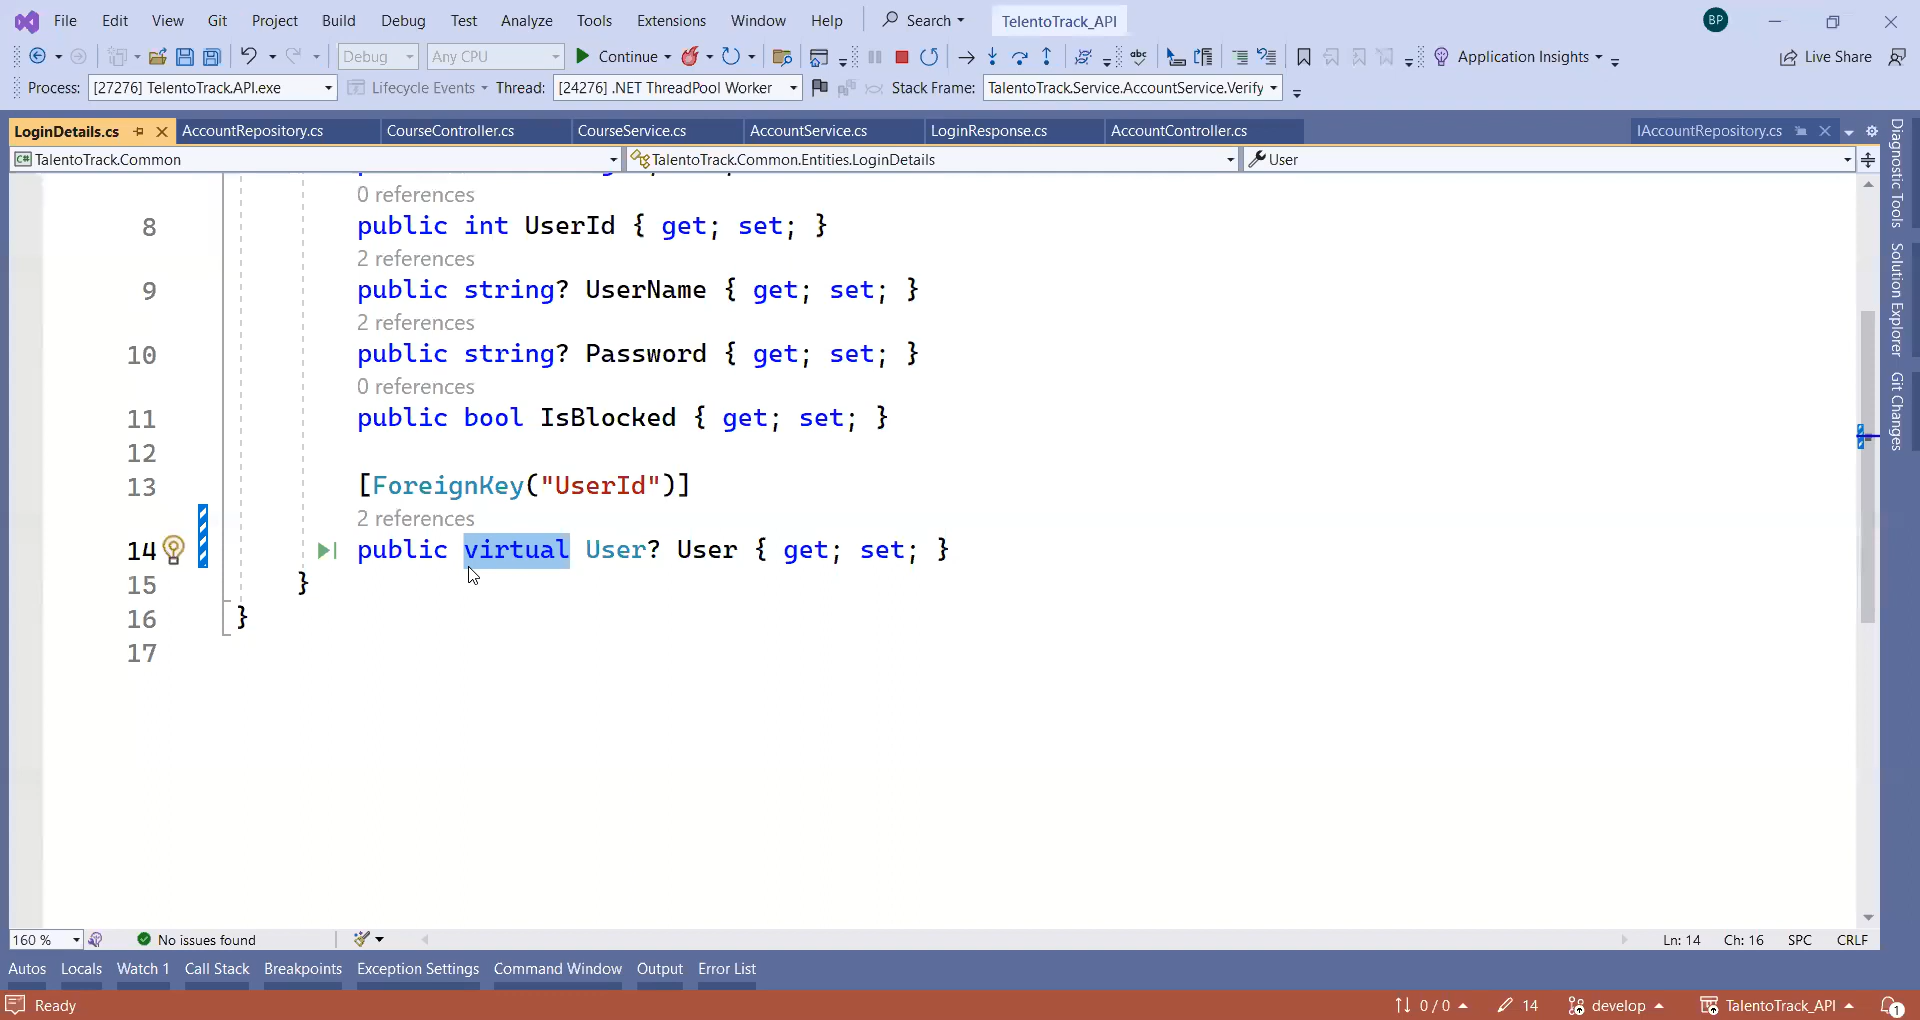 File Edit View Git Project Build Debug Test Analyze Tools Extensions Window Help Search TelentoTrack_API BP
Debug Any CPU Continue Application Insights Live Share
Process: [27276] TelentoTrack.API.exe Lifecycle Events Thread: [24276] .NET ThreadPool Worker Stack Frame: TalentoTrack.Service.AccountService.Verify
LoginDetails.cs AccountRepository.cs CourseController.cs CourseService.cs AccountService.cs LoginResponse.cs AccountController.cs IAccountRepository.cs
TalentoTrack.Common TalentoTrack.Common.Entities.LoginDetails User
0 references
8 public int UserId { get; set; }
2 references
9 public string? UserName { get; set; }
2 references
10 public string? Password { get; set; }
0 references
11 public bool IsBlocked { get; set; }
12
13 [ForeignKey("UserId")]
2 references
14 public virtual User? User { get; set; }
15 }
16 }
17
Diagnostic Tools
Solution Explorer
Git Changes
160 % No issues found Ln: 14 Ch: 16 SPC CRLF
Autos Locals Watch 1 Call Stack Breakpoints Exception Settings Command Window Output Error List
Ready 0 / 0 14 develop TalentoTrack_API 1